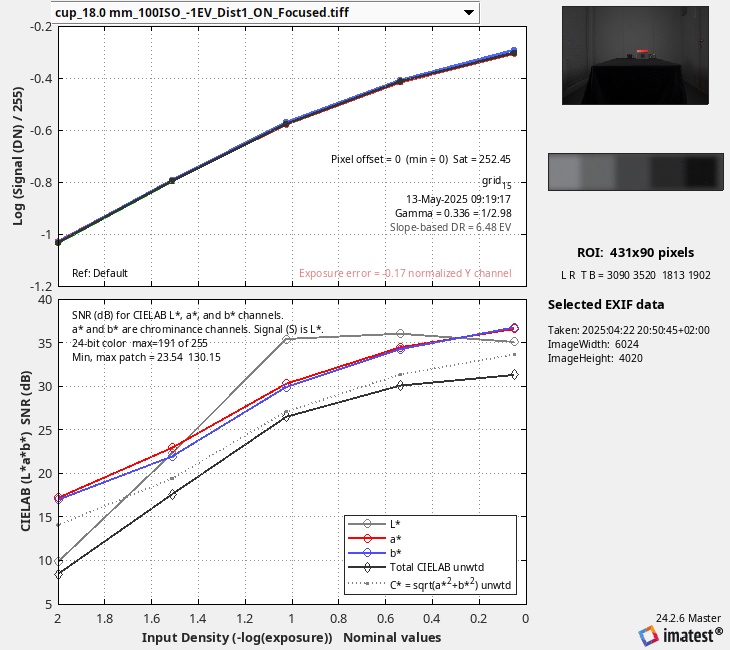 cup_18.0 mm_100ISO_-1EV_Dist1_ON_Focused.tiff
Log (Signal (DN) / 255)
-0.2
-0.4
-0.6
-0.8
-1
-1.2
Pixel offset = 0 (min = 0) Sat = 252.45
grid_15
13-May-2025 09:19:17
Gamma = 0.336 = 1/2.98
Slope-based DR = 6.48 EV
Ref: Default
Exposure error = -0.17 normalized Y channel
CIELAB (L*a*b*) SNR (dB)
40
35
30
25
20
15
10
5
SNR (dB) for CIELAB L*, a*, and b* channels.
a* and b* are chrominance channels. Signal (S) is L*.
24-bit color max=191 of 255
Min, max patch = 23.54 130.15
L*
a*
b*
Total CIELAB unwtd
C* = sqrt(a*²+b*²) unwtd
2 1.8 1.6 1.4 1.2 1 0.8 0.6 0.4 0.2 0
Input Density (-log(exposure)) Nominal values
ROI: 431x90 pixels
L R T B = 3090 3520 1813 1902
Selected EXIF data
Taken: 2025:04:22 20:50:45+02:00
ImageWidth: 6024
ImageHeight: 4020
24.2.6 Master
imatest®